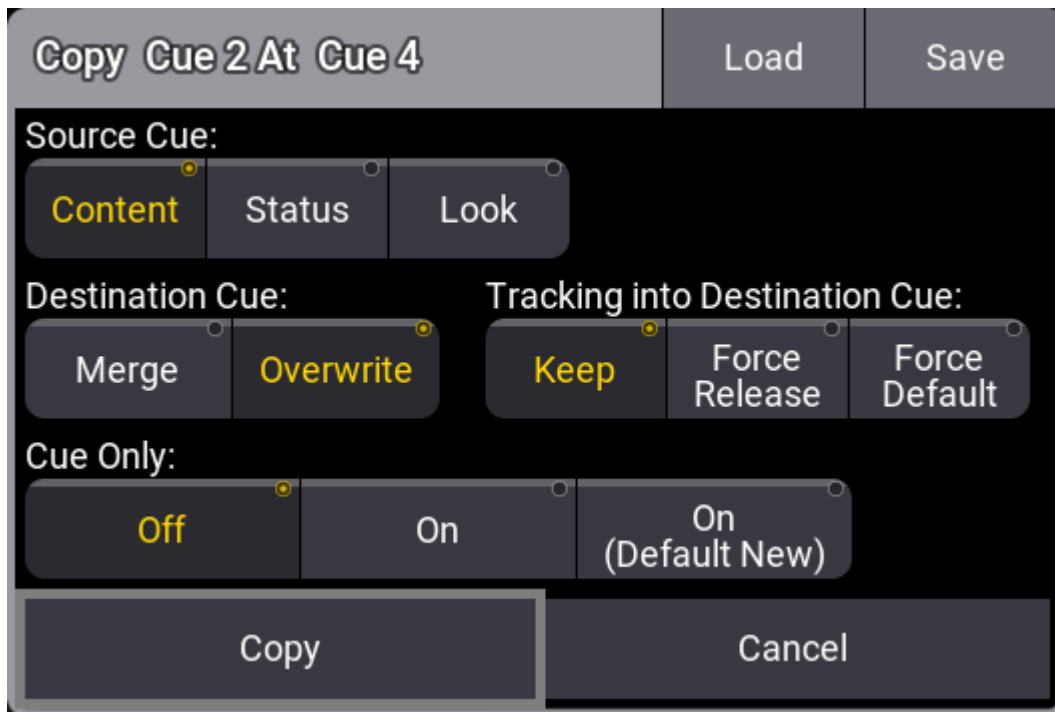 Copy Cue 2 At Cue 4 Load Save
Source Cue:
Content Status Look
Destination Cue: Tracking into Destination Cue:
Merge Overwrite Keep Force Release Force Default
Cue Only:
Off On On (Default New)
Copy Cancel